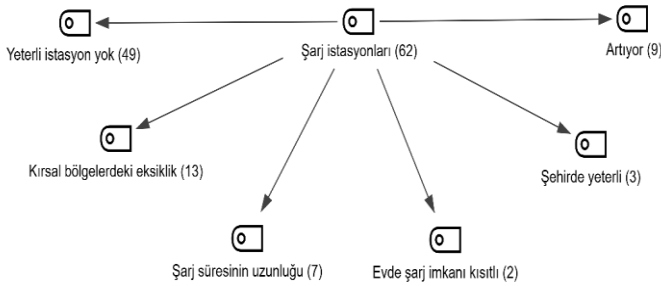 Yeterli istasyon yok (49)
Şarj istasyonları (62)
Artıyor (9)
Kırsal bölgelerdeki eksiklik (13)
Şehirde yeterli (3)
Şarj süresinin uzunluğu (7)
Evde şarj imkanı kısıtlı (2)